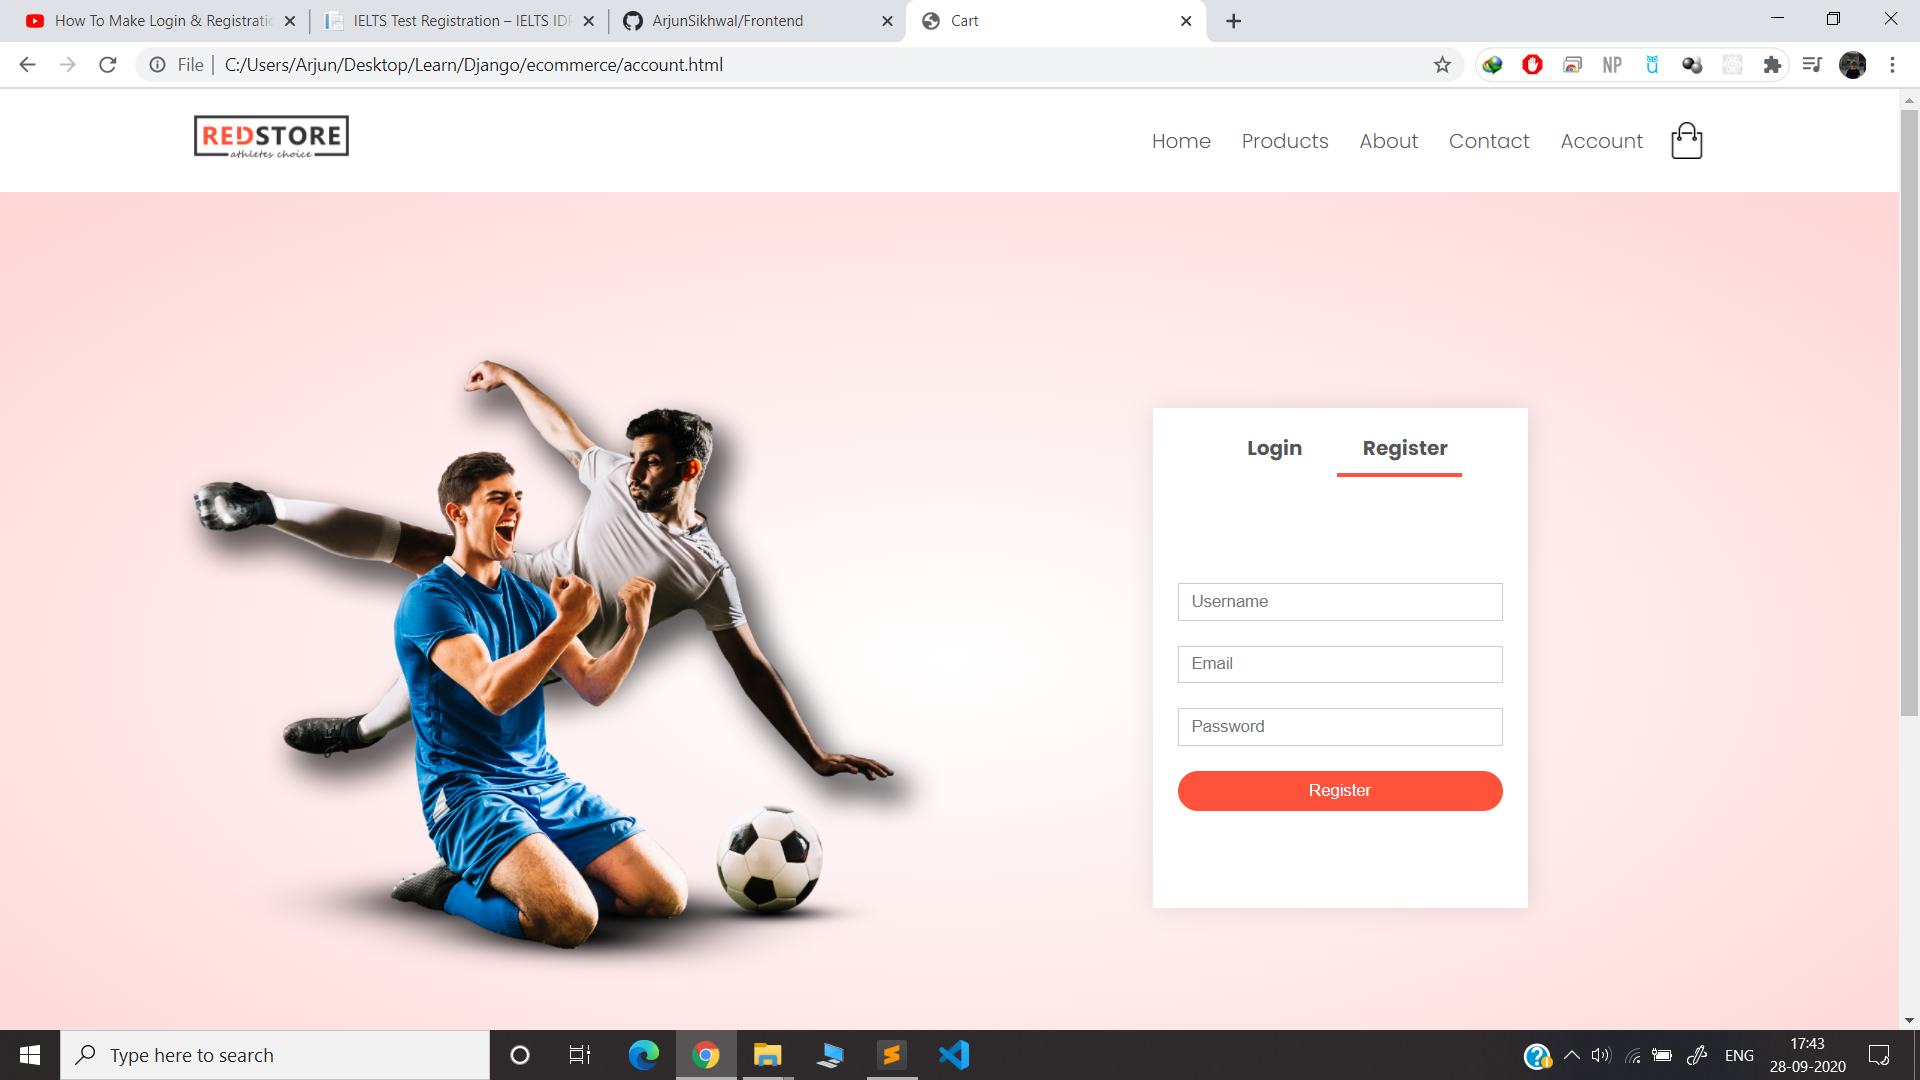 How To Make Login & Registratio
IELTS Test Registration – IELTS IDP
ArjunSikhwal/Frontend
Cart
File
C:/Users/Arjun/Desktop/Learn/Django/ecommerce/account.html
NP
REDSTORE
athletes choice
Home
Products
About
Contact
Account
Login
Register
Username
Email
Password
Register
Type here to search
ENG
17:43
28-09-2020